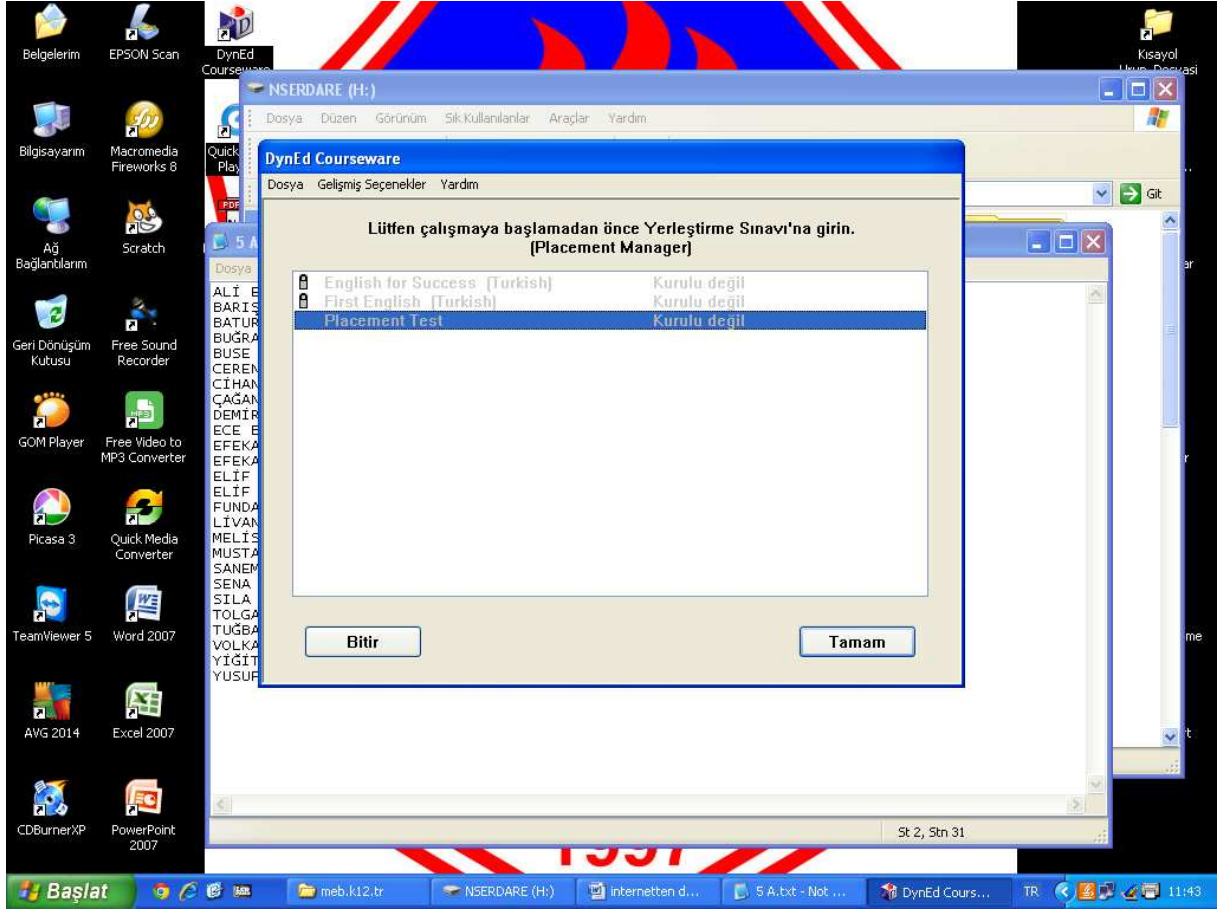 Belgelerim
EPSON Scan
DynEd
Courseware
Kısayol
NSERDARE (H:)
Dosya Düzen Görünüm Sık Kullanılanlar Araçlar Yardım
Bilgisayarım
Macromedia
Fireworks 8
Quick
Play
Git
DynEd Courseware
Dosya Gelişmiş Seçenekler Yardım
Lütfen çalışmaya başlamadan önce Yerleştirme Sınavı'na girin.
(Placement Manager)
English for Success (Turkish) Kurulu değil
First English (Turkish) Kurulu değil
Placement Test Kurulu değil
Bitir
Tamam
Ağ
Bağlantılarım
Scratch
PDF
5 A
Dosya
ALİ E
BARIŞ
BATUR
BUĞRA
BUSE
CEREN
CİHAN
ÇAĞAN
DEMİR
ECE E
EFEKA
EFEKA
ELİF
ELİF
FUNDA
LİVAN
MELİS
MUSTA
SANEM
SENA
SILA
TOLGA
TUĞBA
VOLKA
YİĞİT
YUSUF
Geri Dönüşüm
Kutusu
Free Sound
Recorder
GOM Player
Free Video to
MP3 Converter
Picasa 3
Quick Media
Converter
TeamViewer 5
Word 2007
me
AVG 2014
Excel 2007
CDBurnerXP
PowerPoint
2007
St 2, Stn 31
1997
Başlat
meb.k12.tr
NSERDARE (H:)
internetten d...
5 A.txt - Not ...
DynEd Cours...
TR
11:43